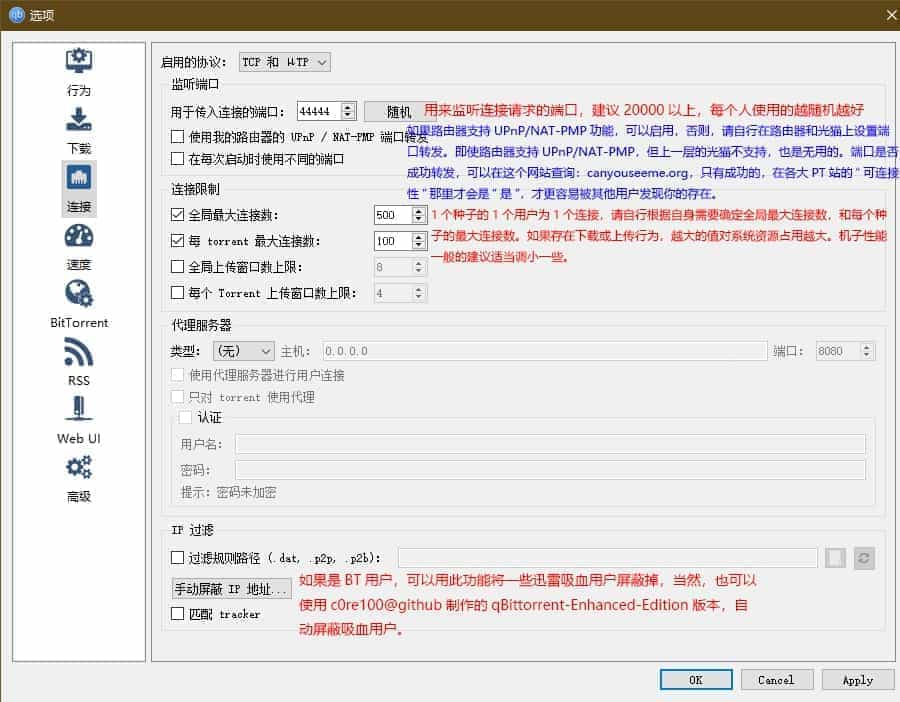 qb 选项
行为
下载
连接
速度
BitTorrent
RSS
Web UI
高级
启用的协议： TCP 和 μTP
监听端口
用于传入连接的端口： 44444 随机 用来监听连接请求的端口，建议 20000 以上，每个人使用的越随机越好
使用我的路由器的 UPnP / NAT-PMP 端口转发
在每次启动时使用不同的端口
如果路由器支持 UPnP/NAT-PMP 功能，可以启用，否则，请自行在路由器和光猫上设置端
口转发。即使路由器支持 UPnP/NAT-PMP，但上一层的光猫不支持，也是无用的。端口是否
成功转发，可以在这个网站查询：canyouseeme.org，只有成功的，在各大 PT 站的“可连接
性”那里才会是“是”，才更容易被其他用户发现你的存在。
连接限制
全局最大连接数： 500
每 torrent 最大连接数： 100
全局上传窗口数上限： 8
每个 Torrent 上传窗口数上限： 4
1 个种子的 1 个用户为 1 个连接，请自行根据自身需要确定全局最大连接数，和每个种
子的最大连接数。如果存在下载或上传行为，越大的值对系统资源占用越大。机子性能
一般的建议适当调小一些。
代理服务器
类型： (无) 主机： 0.0.0.0 端口： 8080
使用代理服务器进行用户连接
只对 torrent 使用代理
认证
用户名：
密码：
提示：密码未加密
IP 过滤
过滤规则路径 (.dat, .p2p, .p2b)：
手动屏蔽 IP 地址...
匹配 tracker
如果是 BT 用户，可以用此功能将一些迅雷吸血用户屏蔽掉，当然，也可以
使用 c0re100@github 制作的 qBittorrent-Enhanced-Edition 版本，自
动屏蔽吸血用户。
OK Cancel Apply